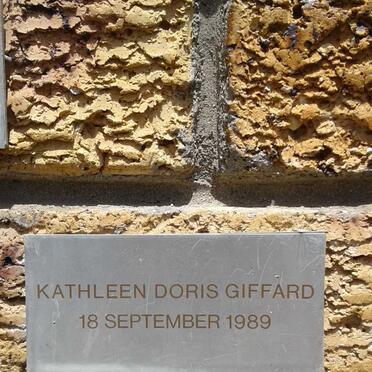 KATHLEEN DORIS GIFFARD
18 SEPTEMBER 1989